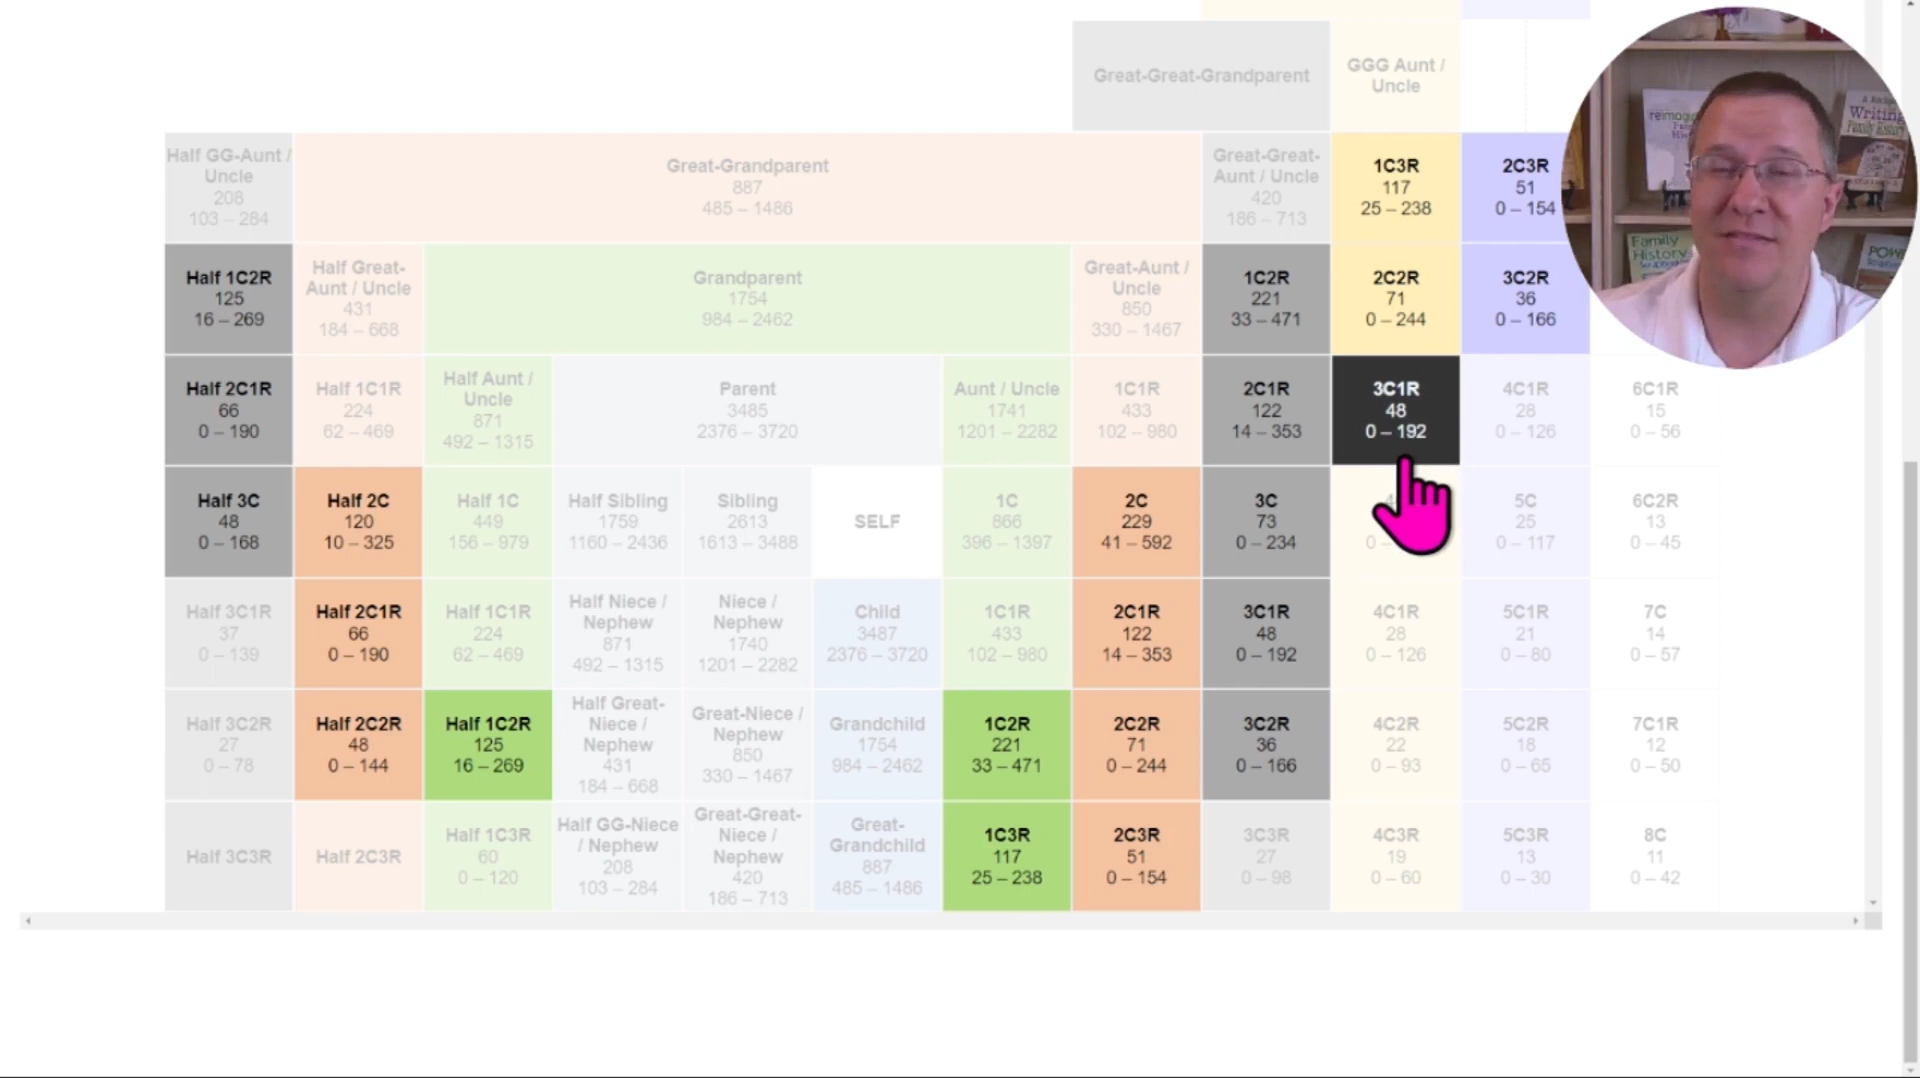 Great-Great-Grandparent
GGG Aunt /
Uncle
Half GG-Aunt /
Uncle
208
103 – 284
Great-Grandparent
887
485 – 1486
Great-Great-
Aunt / Uncle
420
186 – 713
1C3R
117
25 – 238
2C3R
51
0 – 154
Half 1C2R
125
16 – 269
Half Great-
Aunt / Uncle
431
184 – 668
Grandparent
1754
984 – 2462
Great-Aunt /
Uncle
850
330 – 1467
1C2R
221
33 – 471
2C2R
71
0 – 244
3C2R
36
0 – 166
Half 2C1R
66
0 – 190
Half 1C1R
224
62 – 469
Half Aunt /
Uncle
871
492 – 1315
Parent
3485
2376 – 3720
Aunt / Uncle
1741
1201 – 2282
1C1R
433
102 – 980
2C1R
122
14 – 353
3C1R
48
0 – 192
4C1R
28
0 – 126
6C1R
15
0 – 56
Half 3C
48
0 – 168
Half 2C
120
10 – 325
Half 1C
449
156 – 979
Half Sibling
1759
1160 – 2436
Sibling
2613
1613 – 3488
SELF
1C
866
396 – 1397
2C
229
41 – 592
3C
73
0 – 234
5C
25
0 – 117
6C2R
13
0 – 45
Half 3C1R
37
0 – 139
Half 2C1R
66
0 – 190
Half 1C1R
224
62 – 469
Half Niece /
Nephew
871
492 – 1315
Niece /
Nephew
1740
1201 – 2282
Child
3487
2376 – 3720
1C1R
433
102 – 980
2C1R
122
14 – 353
3C1R
48
0 – 192
4C1R
28
0 – 126
5C1R
21
0 – 80
7C
14
0 – 57
Half 3C2R
27
0 – 78
Half 2C2R
48
0 – 144
Half 1C2R
125
16 – 269
Half Great-
Niece /
Nephew
431
184 – 668
Great-Niece /
Nephew
850
330 – 1467
Grandchild
1754
984 – 2462
1C2R
221
33 – 471
2C2R
71
0 – 244
3C2R
36
0 – 166
4C2R
22
0 – 93
5C2R
18
0 – 65
7C1R
12
0 – 50
Half 3C3R
Half 2C3R
Half 1C3R
60
0 – 120
Half GG-Niece
/ Nephew
208
103 – 284
Great-Great-
Niece /
Nephew
420
186 – 713
Great-
Grandchild
887
485 – 1486
1C3R
117
25 – 238
2C3R
51
0 – 154
3C3R
27
0 – 98
4C3R
19
0 – 60
5C3R
13
0 – 30
8C
11
0 – 42
Writing
Family History
Family
History